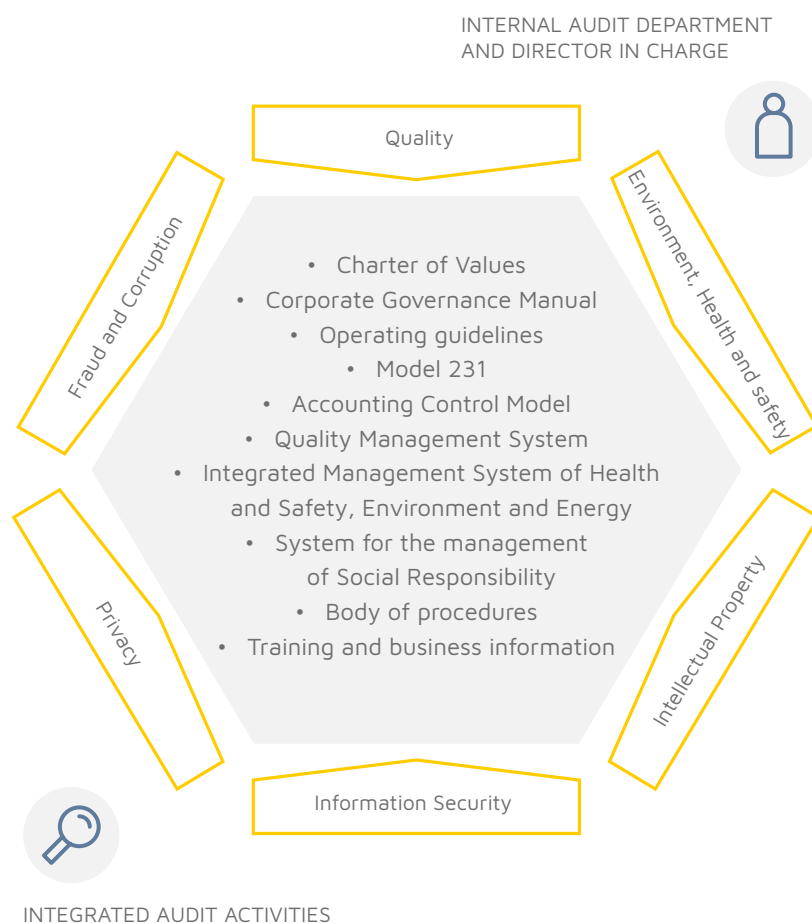 INTERNAL AUDIT DEPARTMENT
AND DIRECTOR IN CHARGE
Quality
Fraud and Corruption
Environment, Health and safety
• Charter of Values
• Corporate Governance Manual
• Operating guidelines
• Model 231
• Accounting Control Model
• Quality Management System
• Integrated Management System of Health
and Safety, Environment and Energy
• System for the management
of Social Responsibility
• Body of procedures
• Training and business information
Privacy
Intellectual Property
Information Security
INTEGRATED AUDIT ACTIVITIES